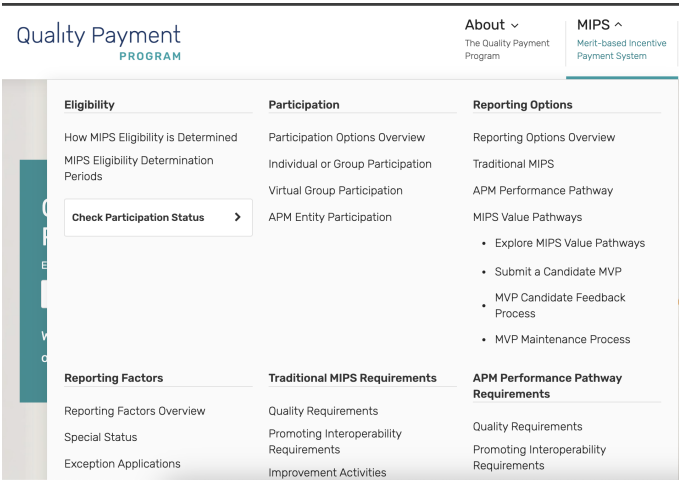 Quality Payment
PROGRAM
About
The Quality Payment
Program
MIPS
Merit-based Incentive
Payment System
Eligibility
How MIPS Eligibility is Determined
MIPS Eligibility Determination
Periods
Check Participation Status
Participation
Participation Options Overview
Individual or Group Participation
Virtual Group Participation
APM Entity Participation
Reporting Options
Reporting Options Overview
Traditional MIPS
APM Performance Pathway
MIPS Value Pathways
• Explore MIPS Value Pathways
• Submit a Candidate MVP
• MVP Candidate Feedback
Process
• MVP Maintenance Process
Reporting Factors
Reporting Factors Overview
Special Status
Exception Applications
Traditional MIPS Requirements
Quality Requirements
Promoting Interoperability
Requirements
Improvement Activities
APM Performance Pathway
Requirements
Quality Requirements
Promoting Interoperability
Requirements